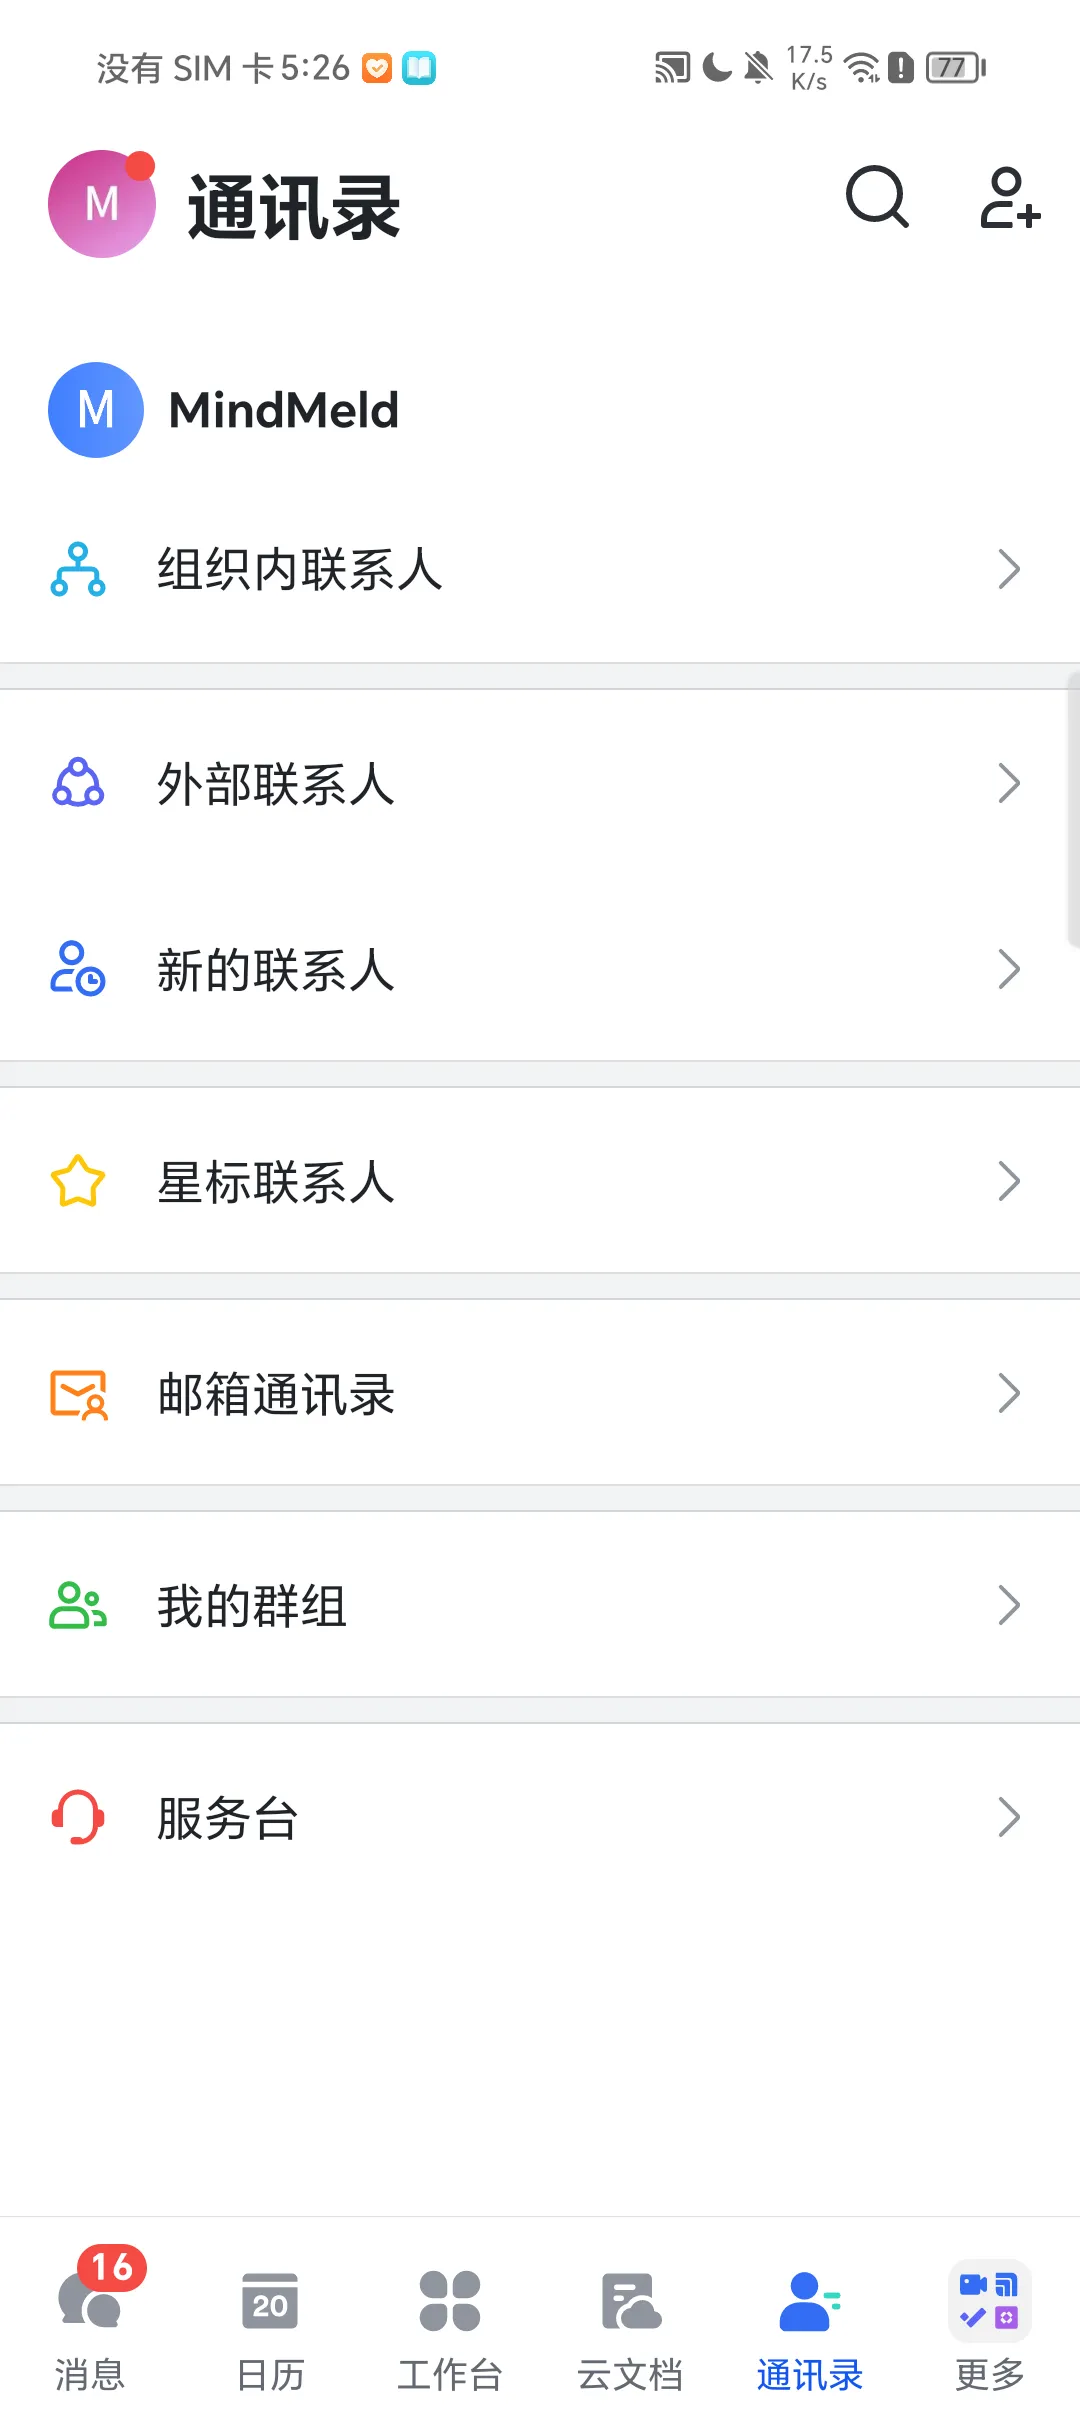 没有 SIM 卡 5:26
17.5
K/s
77
M
通讯录
M
MindMeld
组织内联系人
外部联系人
新的联系人
星标联系人
邮箱通讯录
我的群组
服务台
16
20
消息
日历
工作台
云文档
通讯录
更多